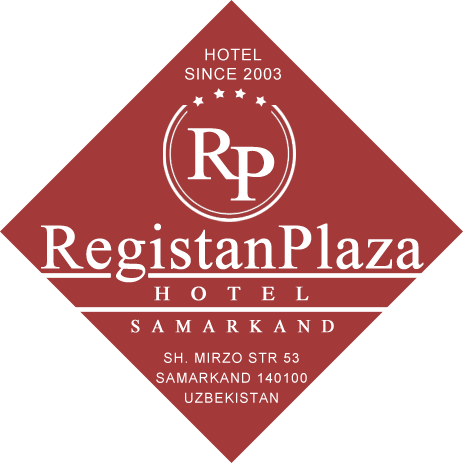 HOTEL
SINCE 2003
RP
RegistanPlaza
HOTEL
SAMARKAND
SH. MIRZO STR 53
SAMARKAND 140100
UZBEKISTAN